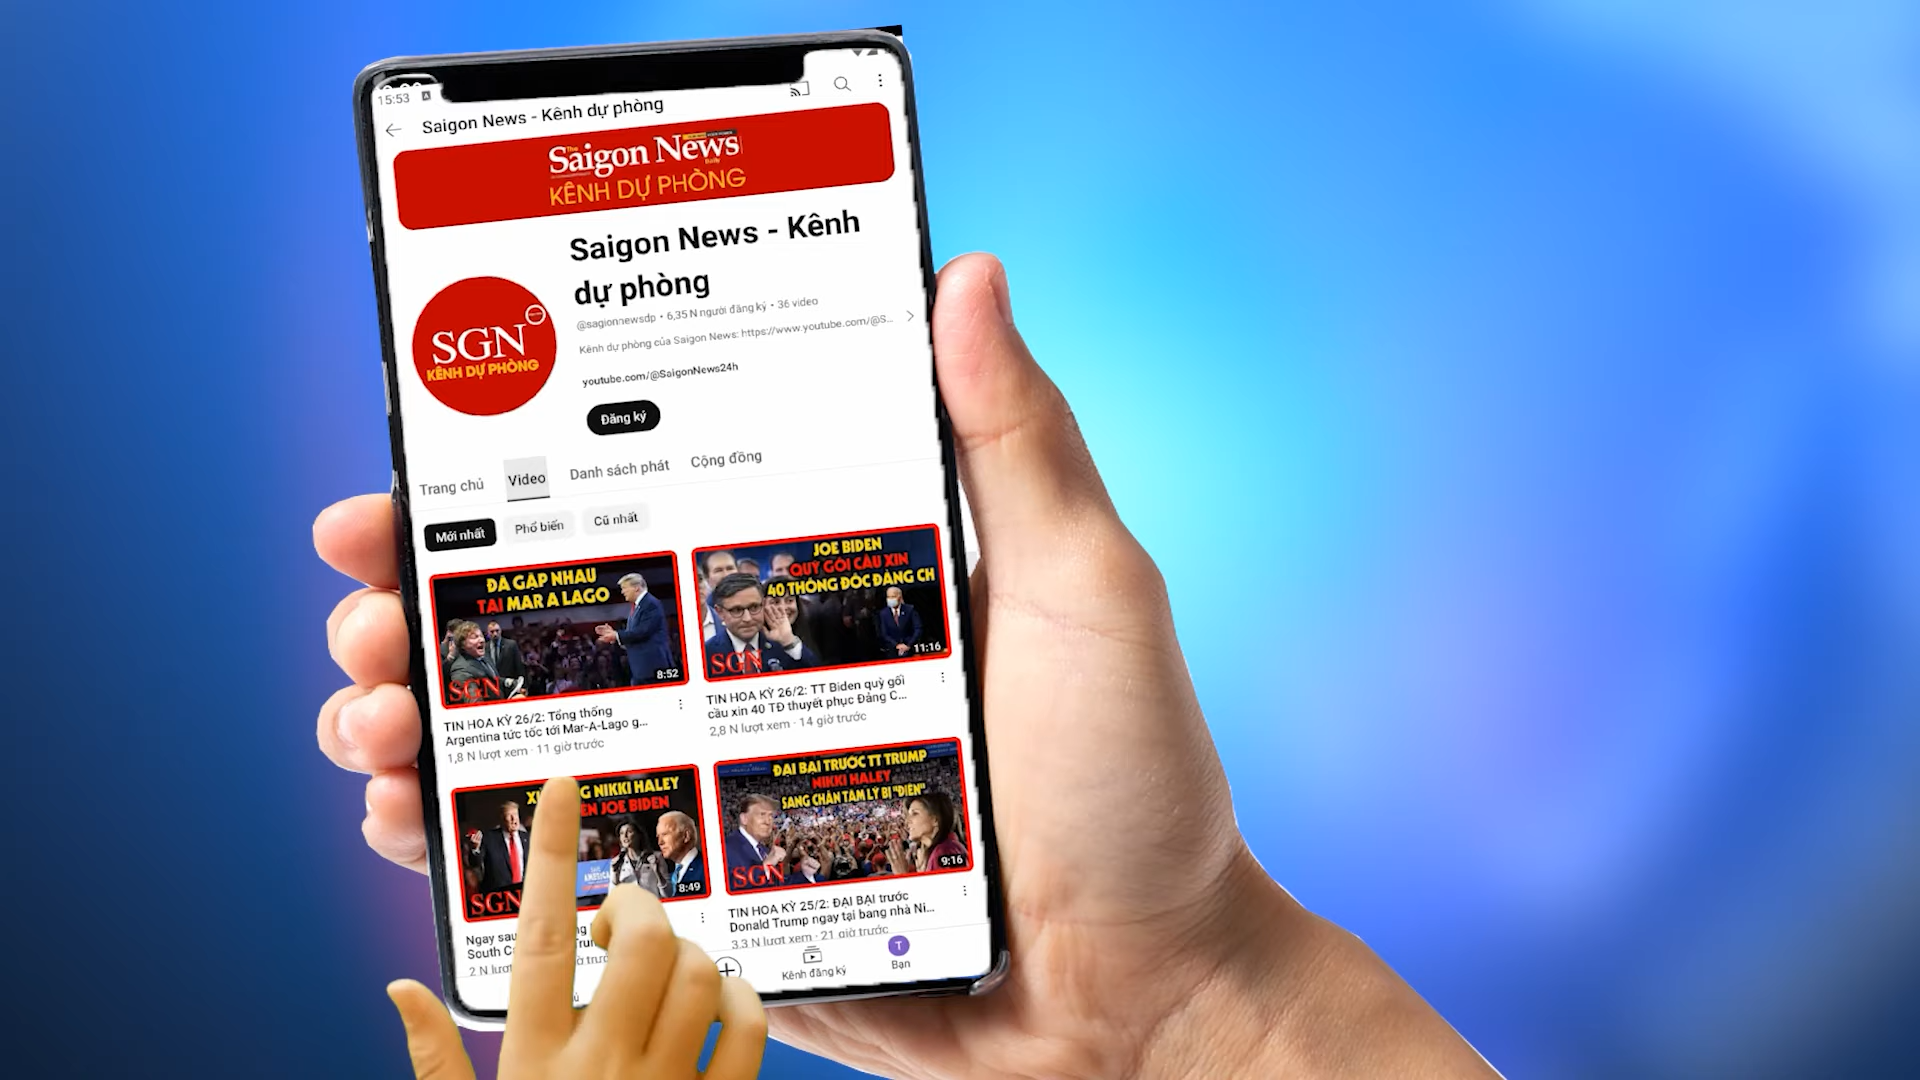 15:53
Saigon News - Kênh dự phòng
The
Saigon News
Daily
KÊNH DỰ PHÒNG
Saigon News - Kênh
dự phòng
@sagionnewsdp • 6,35 N người đăng ký • 36 video
Kênh dự phòng của Saigon News: https://www.youtube.com/@S...
youtube.com/@SaigonNews24h
Đăng ký
SGN
KÊNH DỰ PHÒNG
Trang chủ
Video
Danh sách phát
Cộng đồng
Mới nhất
Phổ biến
Cũ nhất
ĐÃ GẶP NHAU
TẠI MAR A LAGO
SGN
8:52
TIN HOA KỲ 26/2: Tổng thống
Argentina tức tốc tới Mar-A-Lago g...
1,8 N lượt xem · 11 giờ trước
JOE BIDEN
QUỲ GỐI CẦU XIN
40 THỐNG ĐỐC ĐẢNG CH
SGN
11:16
TIN HOA KỲ 26/2: TT Biden quỳ gối
cầu xin 40 TĐ thuyết phục Đảng C...
2,8 N lượt xem · 14 giờ trước
NIKKI HALEY
JOE BIDEN
SGN
8:49
Ngay sau
South
2 N lượt
ĐẠI BẠI TRƯỚC TT TRUMP
NIKKI HALEY
SANG CHẤN TÂM LÝ BỊ "ĐIÊN"
SGN
9:16
TIN HOA KỲ 25/2: ĐẠI BẠI trước
Donald Trump ngay tại bang nhà Ni...
3,3 N lượt xem · 21 giờ trước
Kênh đăng ký
T
Bạn